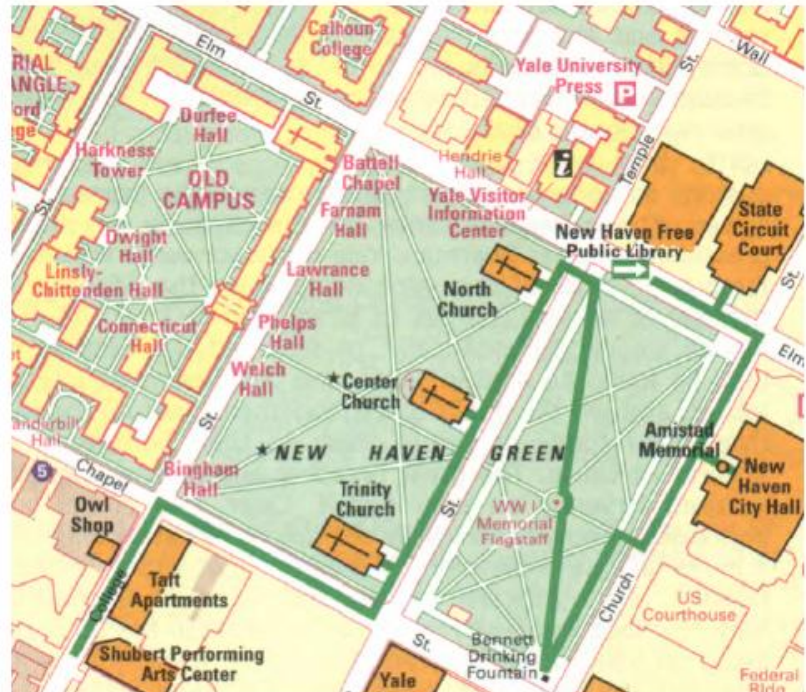 Elm
St.
Calhoun
College
Wall
St.
Yale University
Press
P
RIAL
ANGLE
ford
ge
Durfee
Hall
Harkness
Tower
OLD
CAMPUS
St.
Battell
Chapel
Hendrie
Hall
i
Temple
Farnam
Hall
Yale Visitor
Information
Center
New Haven Free
Public Library
State
Circuit
Court
Dwight
Hall
Linsly-
Chittenden Hall
Lawrance
Hall
North
Church
Connecticut
Hall
Phelps
Hall
Elm
Welch
Hall
Center
Church
1
anderbilt
Hall
St.
NEW HAVEN GREEN
Amistad
Memorial
Chapel
5
Bingham
Hall
New
Haven
City Hall
Owl
Shop
Trinity
Church
St.
WW I
Memorial
Flagstaff
College
Taft
Apartments
Church
US
Courthouse
St.
Bennett
Drinking
Fountain
Shubert Performing
Arts Center
Yale
Federal
Bldg